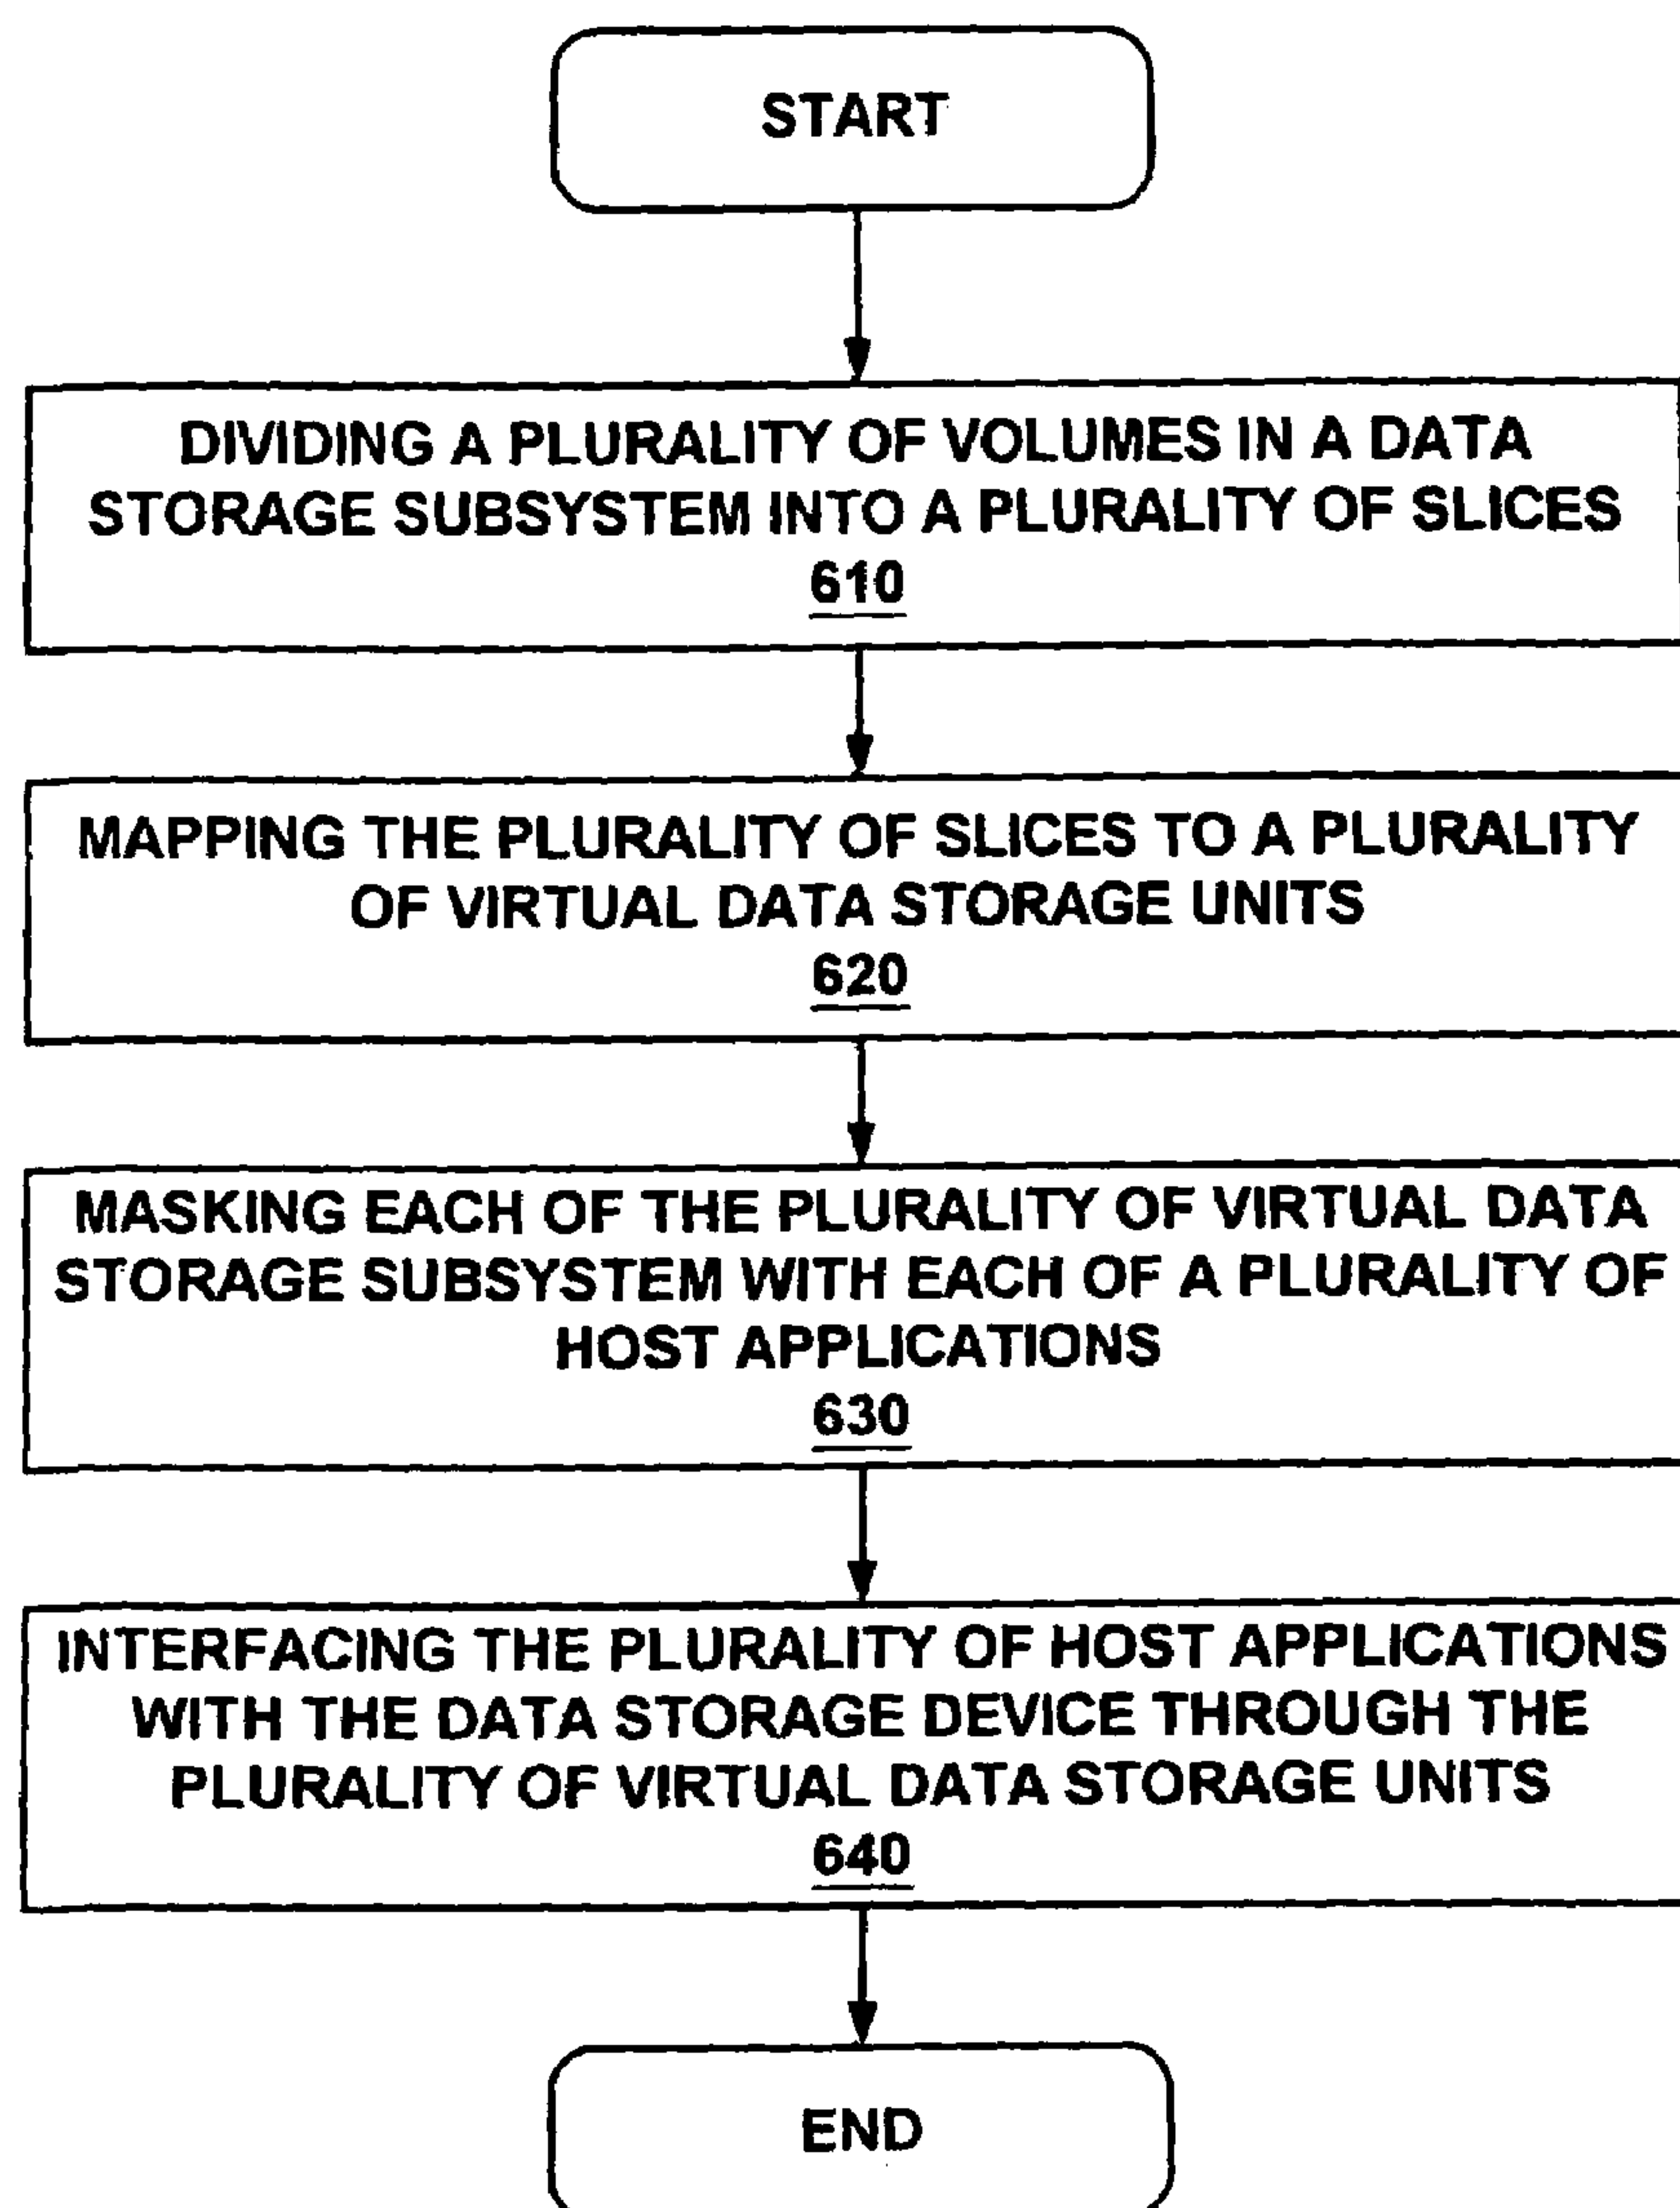 START
DIVIDING A PLURALITY OF VOLUMES IN A DATA
STORAGE SUBSYSTEM INTO A PLURALITY OF SLICES
610
MAPPING THE PLURALITY OF SLICES TO A PLURALITY
OF VIRTUAL DATA STORAGE UNITS
620
MASKING EACH OF THE PLURALITY OF VIRTUAL DATA
STORAGE SUBSYSTEM WITH EACH OF A PLURALITY OF
HOST APPLICATIONS
630
INTERFACING THE PLURALITY OF HOST APPLICATIONS
WITH THE DATA STORAGE DEVICE THROUGH THE
PLURALITY OF VIRTUAL DATA STORAGE UNITS
640
END